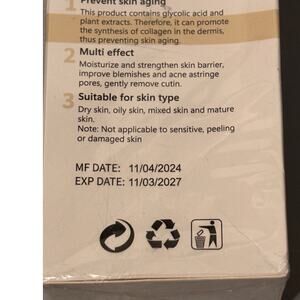 1 Prevent skin aging
This product contains glycolic acid and
plant extracts. Therefore, it can promote
the synthesis of collagen in the dermis,
thus preventing skin aging.
2 Multi effect
Moisturize and strengthen skin barrier,
improve blemishes and acne astringe
pores, gently remove cutin.
3 Suitable for skin type
Dry skin, oily skin, mixed skin and mature
skin.
Note: Not applicable to sensitive, peeling
or damaged skin
MF DATE: 11/04/2024
EXP DATE: 11/03/2027